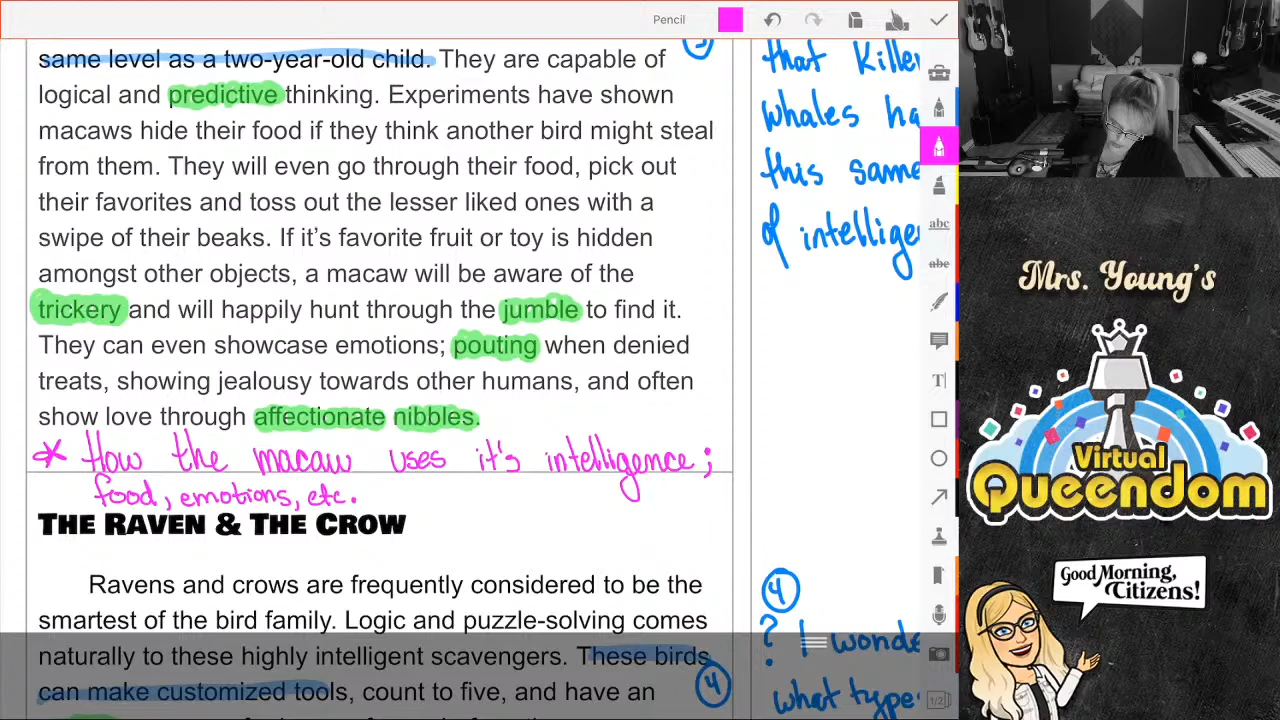 Pencil
same level as a two-year-old child. They are capable of
logical and predictive thinking. Experiments have shown
macaws hide their food if they think another bird might steal
from them. They will even go through their food, pick out
their favorites and toss out the lesser liked ones with a
swipe of their beaks. If it's favorite fruit or toy is hidden
amongst other objects, a macaw will be aware of the
trickery and will happily hunt through the jumble to find it.
They can even showcase emotions; pouting when denied
treats, showing jealousy towards other humans, and often
show love through affectionate nibbles.
* How the macaw uses it's intelligence;
food, emotions, etc.
THE RAVEN & THE CROW
Ravens and crows are frequently considered to be the
smartest of the bird family. Logic and puzzle-solving comes
naturally to these highly intelligent scavengers. These birds
can make customized tools, count to five, and have an
4
that Killer
whales ha
this same
of intellige
4
? I wonde
what type
abc
abc
T
1/2
Mrs. Young's
Virtual
Queendom
Good Morning,
Citizens!